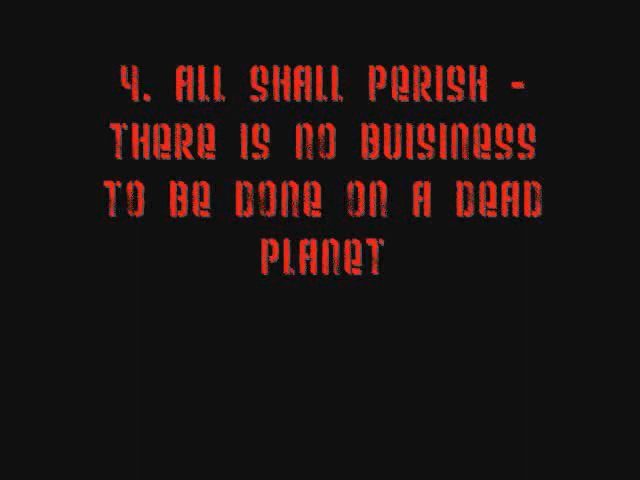 4. ALL SHALL PERISH -
THERE IS NO BUISINESS
TO BE DONE ON A DEAD
PLANET